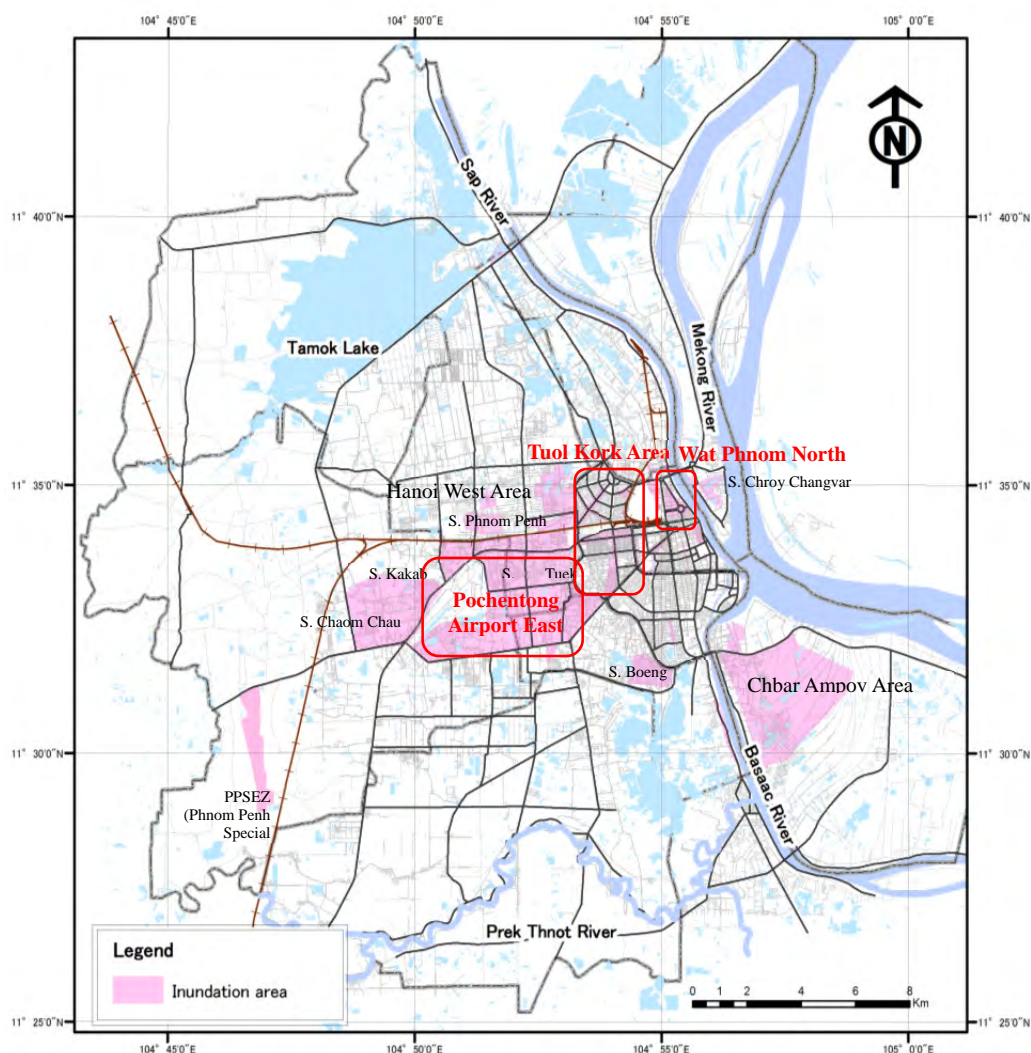 104° 45'0"E
104° 50'0"E
104° 55'0"E
105° 0'0"E
N
Sap River
11° 40'0"N
11° 40'0"N
Mekong River
Tamok Lake
Tuol Kork Area
Wat Phnom North
11° 35'0"N
Hanoi West Area
S. Chroy Changvar
11° 35'0"N
S. Phnom Penh
S. Kakab
S.
Tuek
Pochentong
Airport East
S. Chaom Chau
S. Boeng
Chbar Ampov Area
11° 30'0"N
11° 30'0"N
Basaac River
PPSEZ
(Phnom Penh
Special
Prek Thnot River
Legend
Inundation area
0 1 2 4 6 8
Km
11° 25'0"N
11° 25'0"N
104° 45'0"E
104° 50'0"E
104° 55'0"E
105° 0'0"E